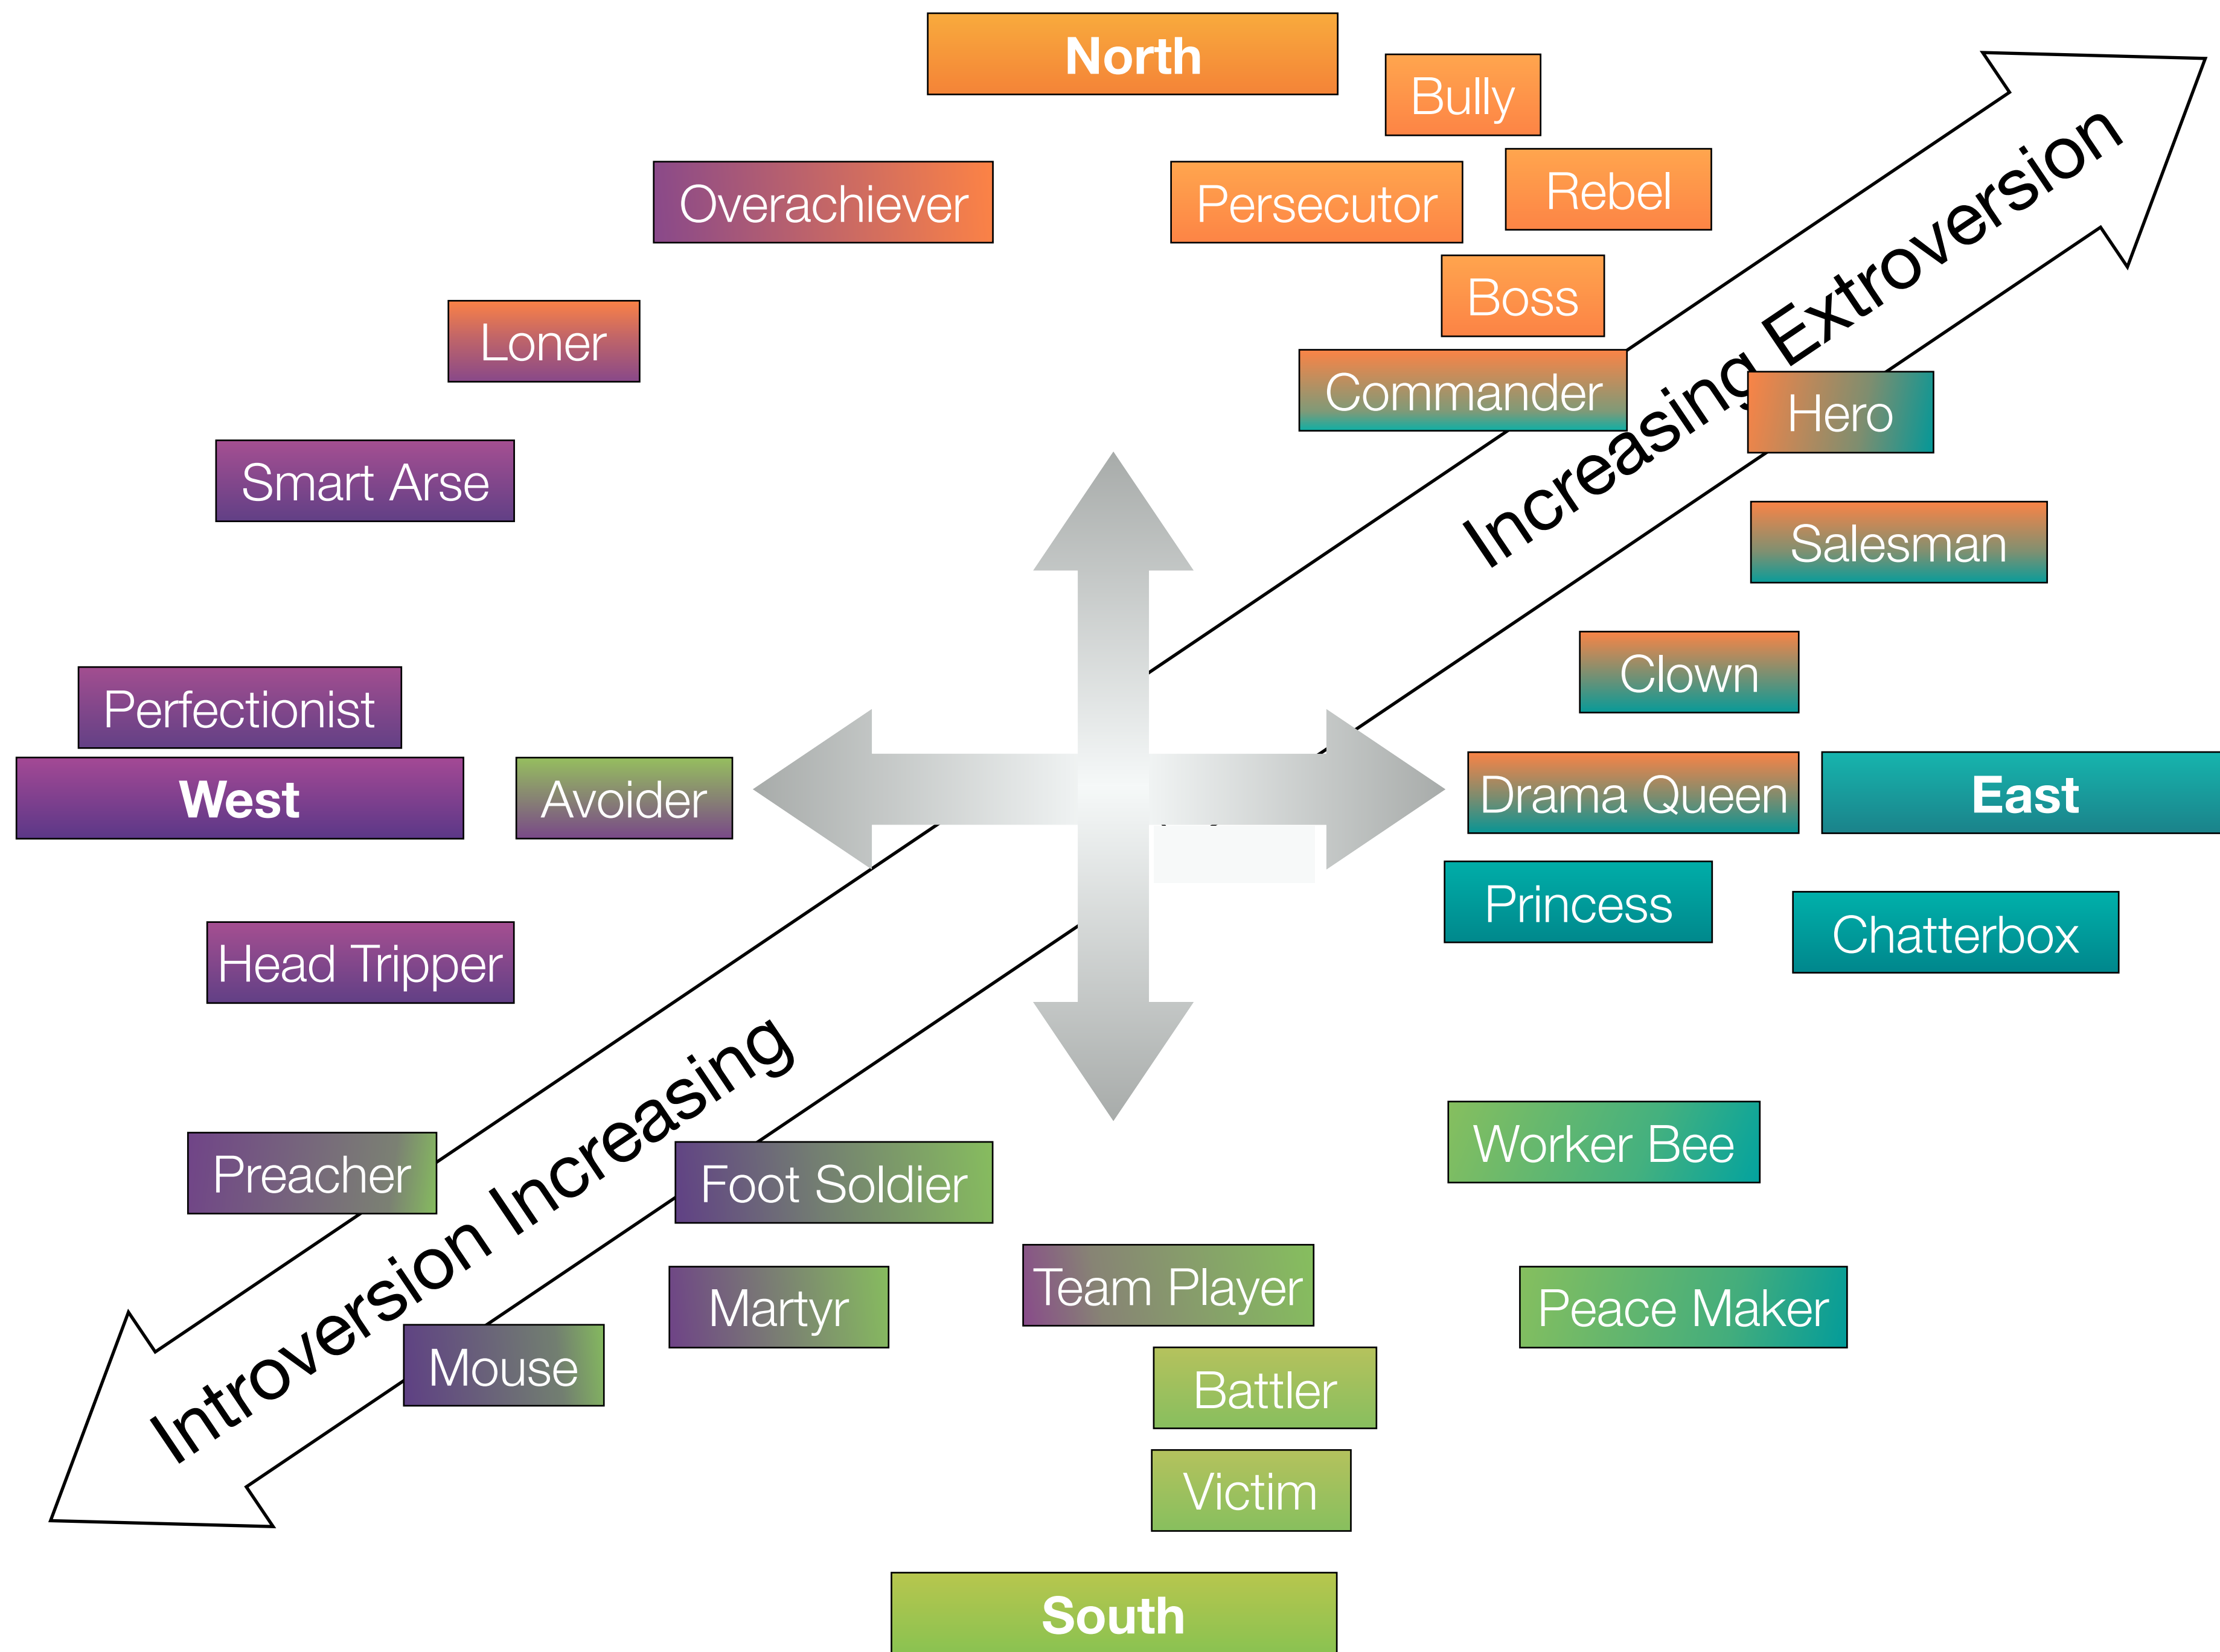 North
Bully
Overachiever
Persecutor
Rebel
Boss
Loner
Commander
Increasing Extroversion
Hero
Smart Arse
Salesman
Clown
Perfectionist
West
Avoider
Drama Queen
East
Princess
Chatterbox
Head Tripper
Introversion Increasing
Worker Bee
Preacher
Foot Soldier
Team Player
Martyr
Peace Maker
Mouse
Battler
Victim
South